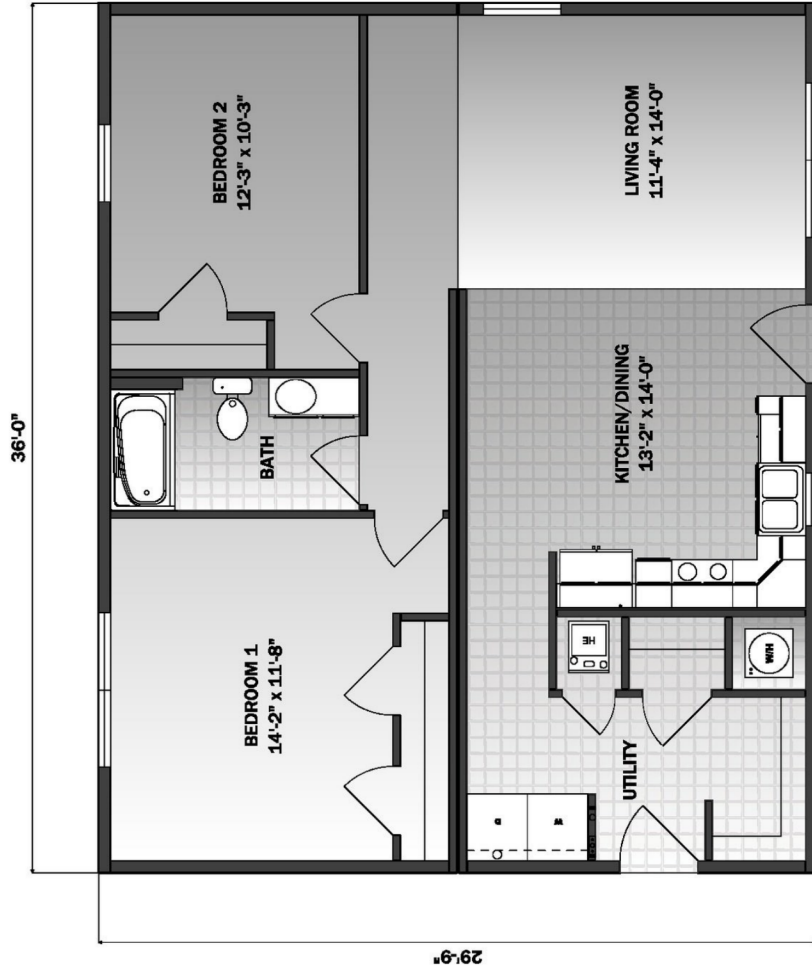 36'-0"
29'-9"
BEDROOM 2
12'-3" x 10'-3"
LIVING ROOM
11'-4" x 14'-0"
BATH
KITCHEN/DINING
13'-2" x 14'-0"
BEDROOM 1
14'-2" x 11'-8"
HE
H/M
UTILITY
D
W